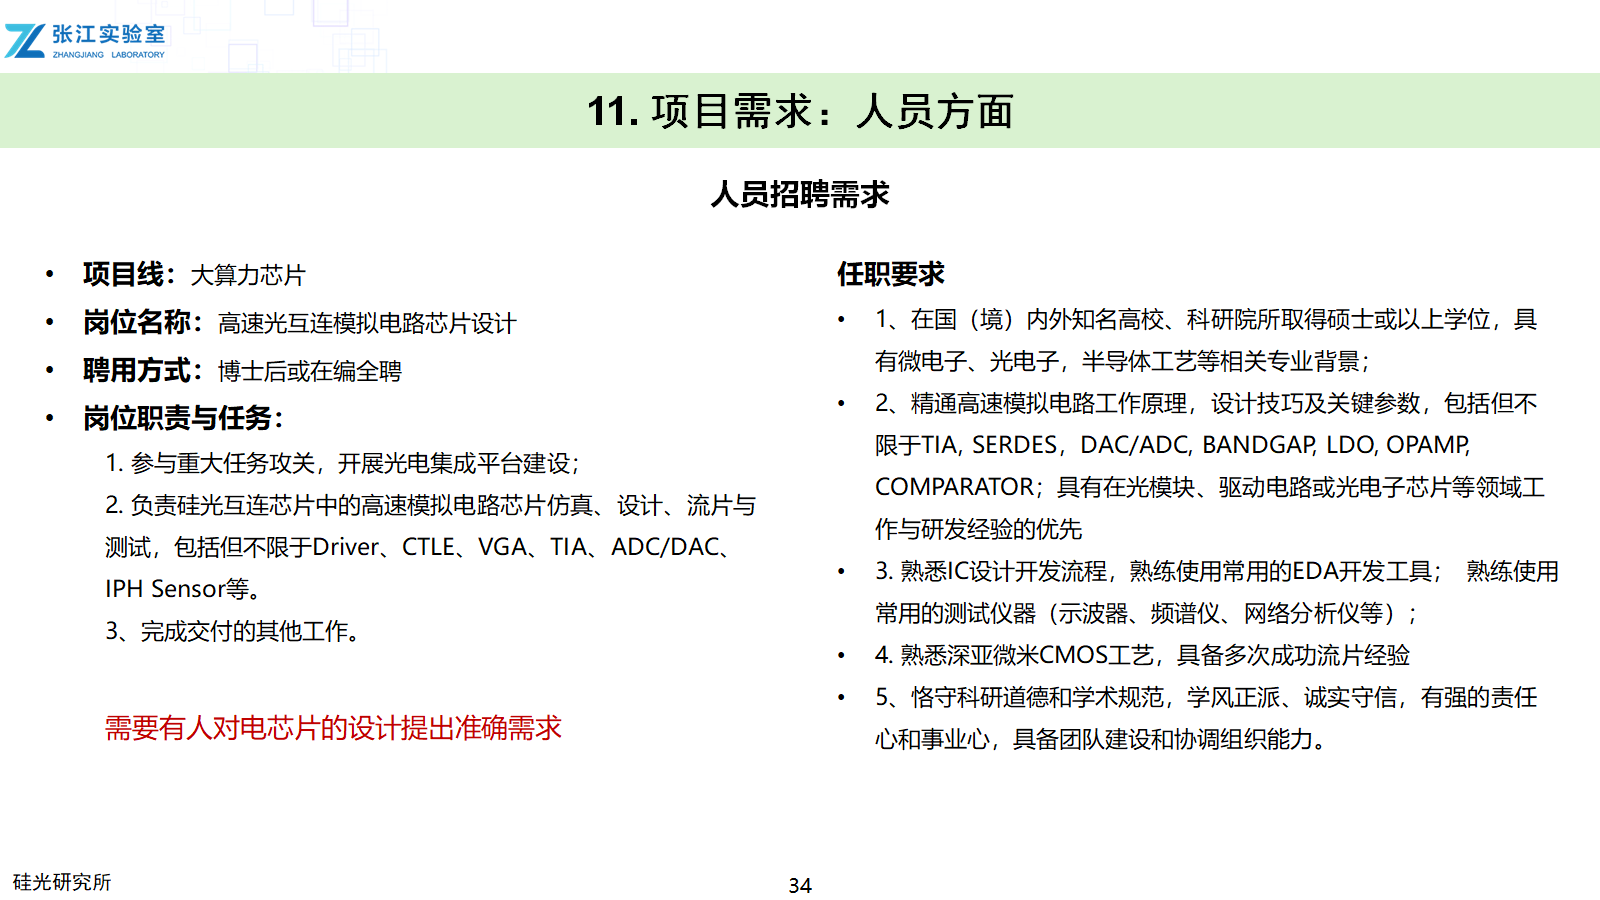 张江实验室
ZHANGJIANG LABORATORY
11. 项目需求：人员方面
人员招聘需求
• 项目线：大算力芯片
• 岗位名称：高速光互连模拟电路芯片设计
• 聘用方式：博士后或在编全聘
• 岗位职责与任务：
1. 参与重大任务攻关，开展光电集成平台建设；
2. 负责硅光互连芯片中的高速模拟电路芯片仿真、设计、流片与
测试，包括但不限于Driver、CTLE、VGA、TIA、ADC/DAC、
IPH Sensor等。
3、完成交付的其他工作。
需要有人对电芯片的设计提出准确需求
任职要求
• 1、在国（境）内外知名高校、科研院所取得硕士或以上学位，具
有微电子、光电子，半导体工艺等相关专业背景；
• 2、精通高速模拟电路工作原理，设计技巧及关键参数，包括但不
限于TIA, SERDES，DAC/ADC, BANDGAP, LDO, OPAMP,
COMPARATOR；具有在光模块、驱动电路或光电子芯片等领域工
作与研发经验的优先
• 3. 熟悉IC设计开发流程，熟练使用常用的EDA开发工具； 熟练使用
常用的测试仪器（示波器、频谱仪、网络分析仪等）；
• 4. 熟悉深亚微米CMOS工艺，具备多次成功流片经验
• 5、恪守科研道德和学术规范，学风正派、诚实守信，有强的责任
心和事业心，具备团队建设和协调组织能力。
硅光研究所
34